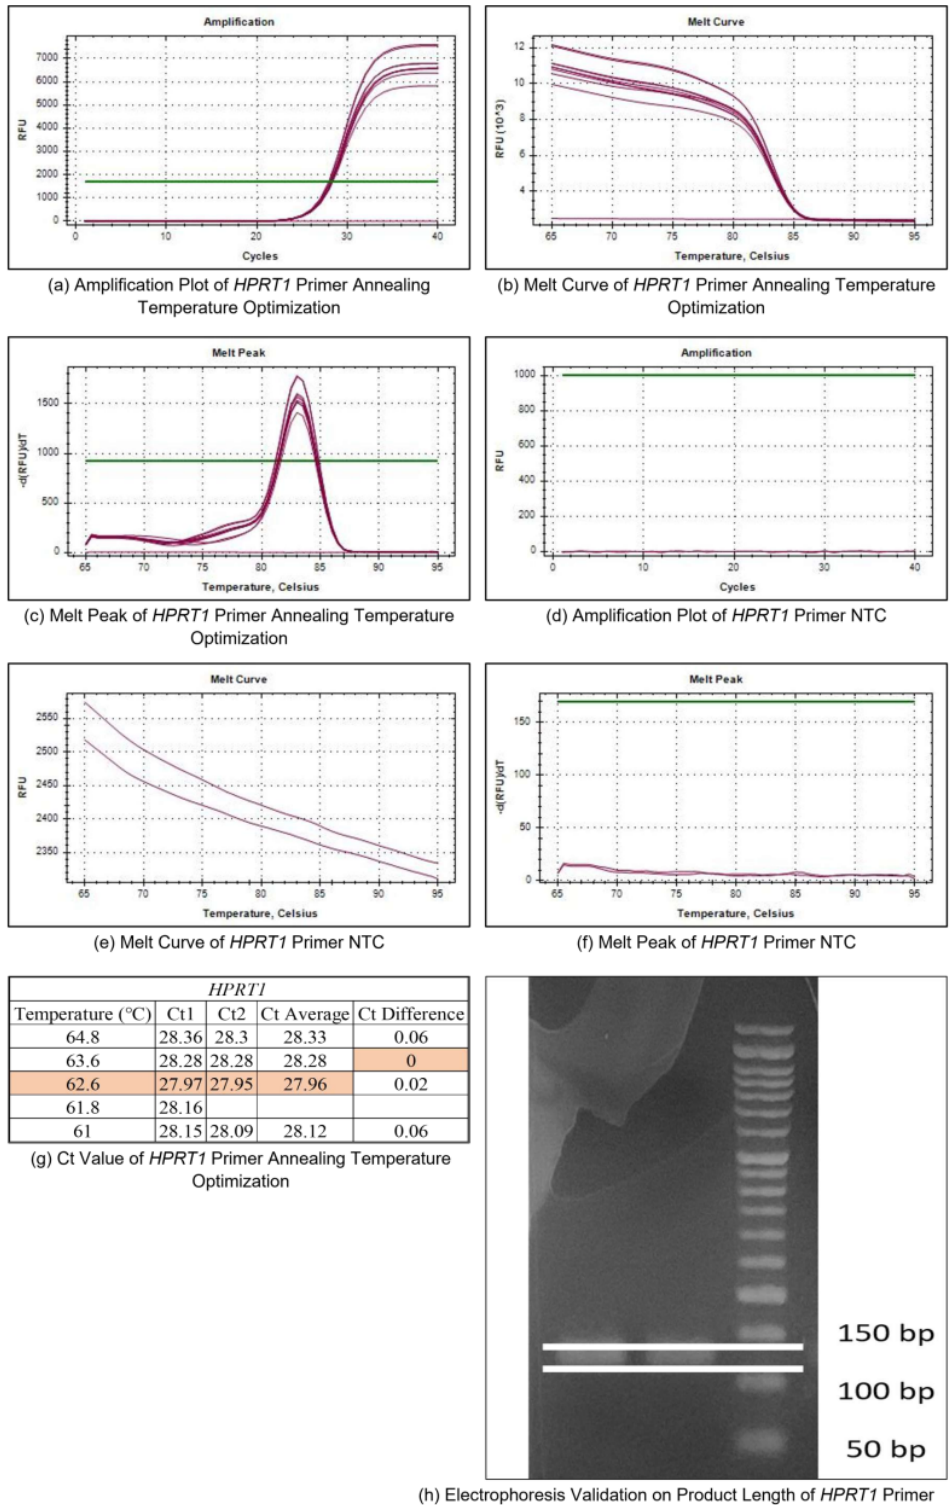 Amplification
7000
6000
5000
4000
3000
2000
1000
0
RFU
0 10 20 30 40
Cycles
(a) Amplification Plot of HPRT1 Primer Annealing
Temperature Optimization
Melt Curve
12
10
8
6
4
RFU (10^3)
65 70 75 80 85 90 95
Temperature, Celsius
(b) Melt Curve of HPRT1 Primer Annealing Temperature
Optimization
Melt Peak
1500
1000
500
0
-d(RFU)/dT
65 70 75 80 85 90 95
Temperature, Celsius
(c) Melt Peak of HPRT1 Primer Annealing Temperature
Optimization
Amplification
1000
800
600
400
200
0
RFU
0 10 20 30 40
Cycles
(d) Amplification Plot of HPRT1 Primer NTC
Melt Curve
2550
2500
2450
2400
2350
RFU
65 70 75 80 85 90 95
Temperature, Celsius
(e) Melt Curve of HPRT1 Primer NTC
Melt Peak
150
100
50
0
-d(RFU)/dT
65 70 75 80 85 90 95
Temperature, Celsius
(f) Melt Peak of HPRT1 Primer NTC
HPRT1
Temperature (°C) Ct1 Ct2 Ct Average Ct Difference
64.8 28.36 28.3 28.33 0.06
63.6 28.28 28.28 28.28 0
62.6 27.97 27.95 27.96 0.02
61.8 28.16
61 28.15 28.09 28.12 0.06
(g) Ct Value of HPRT1 Primer Annealing Temperature
Optimization
150 bp
100 bp
50 bp
(h) Electrophoresis Validation on Product Length of HPRT1 Primer